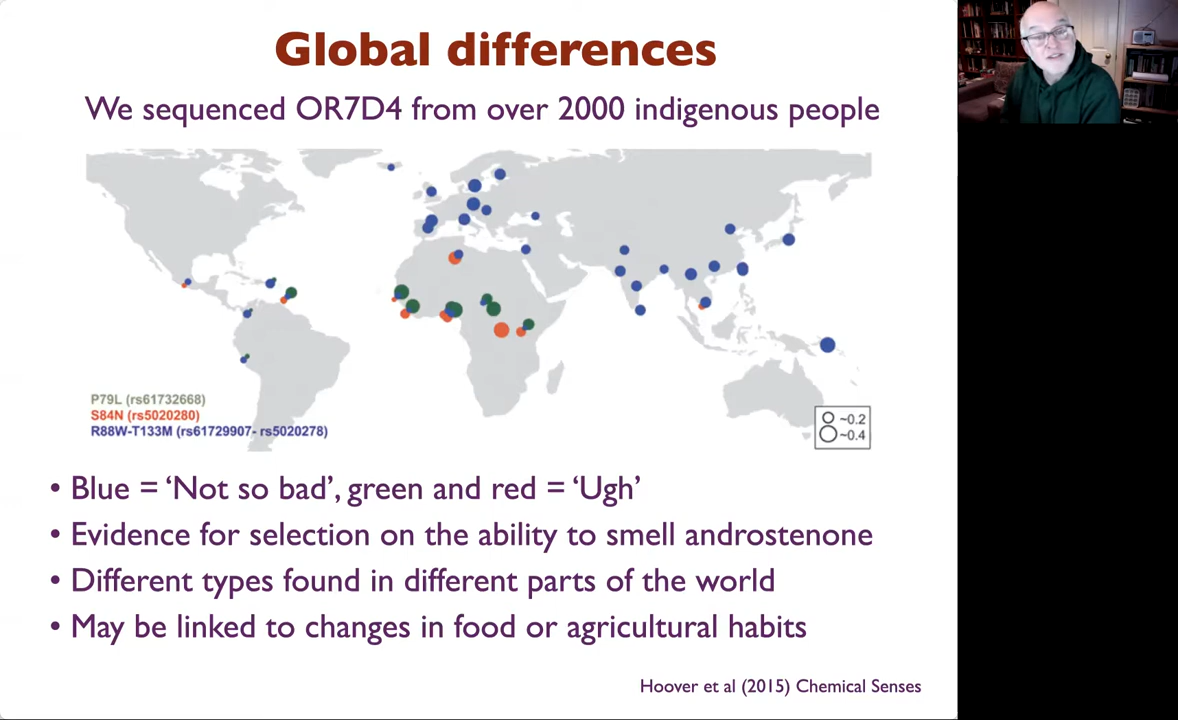 Global differences
We sequenced OR7D4 from over 2000 indigenous people
P79L (rs61732668)
S84N (rs5020280)
R88W-T133M (rs61729907- rs5020278)
~0.2
~0.4
• Blue = ‘Not so bad’, green and red = ‘Ugh’
• Evidence for selection on the ability to smell androstenone
• Different types found in different parts of the world
• May be linked to changes in food or agricultural habits
Hoover et al (2015) Chemical Senses